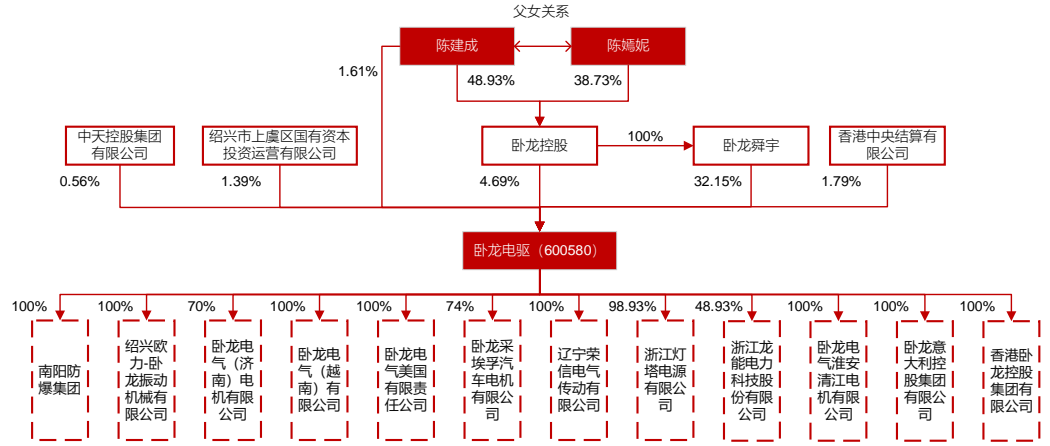 父女关系
陈建成
陈嫣妮
1.61%
48.93%
38.73%
中天控股集团
有限公司
绍兴市上虞区国有资本
投资运营有限公司
卧龙控股
100%
卧龙舜宇
香港中央结算有
限公司
0.56%
1.39%
4.69%
32.15%
1.79%
卧龙电驱（600580）
100%
100%
70%
100%
100%
74%
100%
98.93%
48.93%
100%
100%
100%
南阳防
爆集团
绍兴欧
力-卧
龙振动
机械有
限公司
卧龙电
气（济
南）电
机有限
公司
卧龙电
气（越
南）有
限公司
卧龙电
气美国
有限责
任公司
卧龙采
埃孚汽
车电机
有限公
司
辽宁荣
信电气
传动有
限公司
浙江灯
塔电源
有限公
司
浙江龙
能电力
科技股
份有限
公司
卧龙电
气淮安
清江电
机有限
公司
卧龙意
大利控
股集团
有限公
司
香港卧
龙控股
集团有
限公司